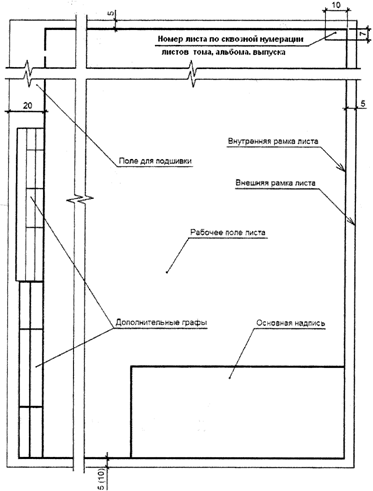 10
5
Номер листа по сквозной нумерации
листов тома, альбома. выпуска
7
20
5
Внутренняя рамка листа
Поле для подшивки
Внешняя рамка листа
Рабочее поле листа
Дополнительные графы
Основная надпись
5 (10)